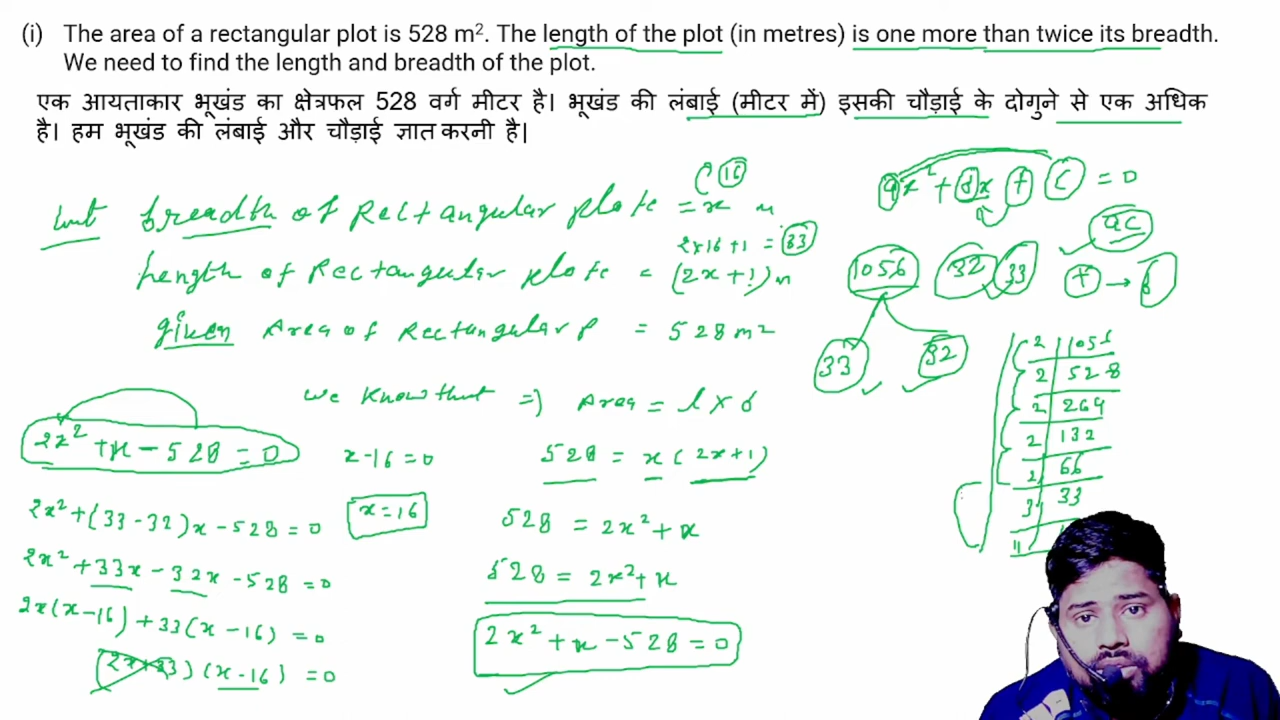 (i) The area of a rectangular plot is 528 m². The length of the plot (in metres) is one more than twice its breadth.
We need to find the length and breadth of the plot.
एक आयताकार भूखंड का क्षेत्रफल 528 वर्ग मीटर है। भूखंड की लंबाई (मीटर में) इसकी चौड़ाई के दोगुने से एक अधिक
है। हम भूखंड की लंबाई और चौड़ाई ज्ञात करनी है।
breadth of Rectangular plote = x m
16
2x16+1 = 33
length of Rectangular plote = (2x+1)m
given Area of Rectangular P = 528m²
we know that => Area = l x b
528 = x(2x+1)
528 = 2x²+x
528 = 2x²+x
2x²+x-528=0
2x²+x-528=0
2x²+(33-32)x-528=0
2x²+33x-32x-528=0
2x(x-16)+33(x-16)=0
(2x+33)(x-16)=0
x-16=0
x=16
ax²+bx+c=0
ac
1056 32 33
+ → b
33 32
2 1056
2 528
2 264
2 132
2 66
3 33
11